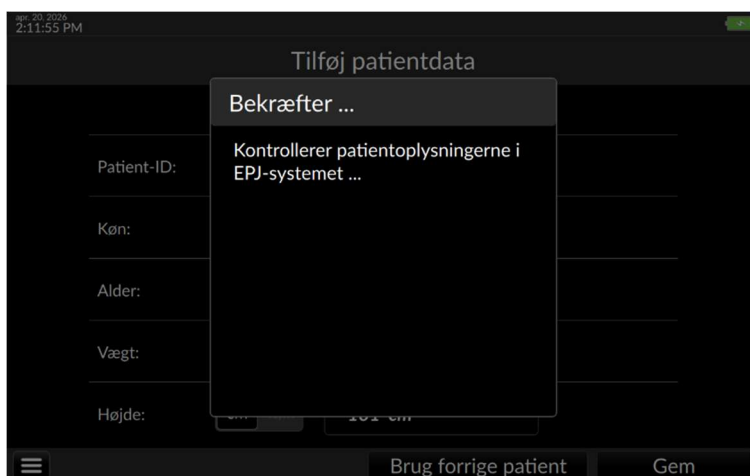 apr. 20, 2026
2:11:55 PM
Tilføj patientdata
Bekræfter ...
Kontrollerer patientoplysningerne i
EPJ-systemet ...
Patient-ID:
Køn:
Alder:
Vægt:
Højde:
Brug forrige patient
Gem